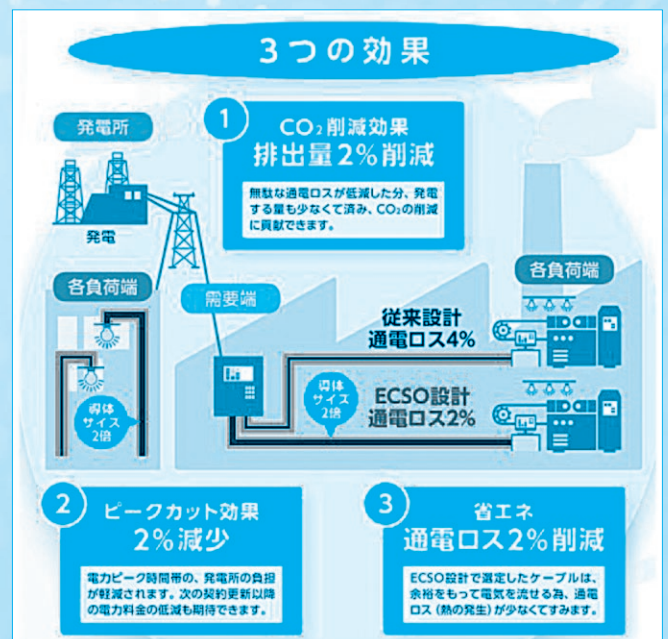 3つの効果
発電所
発電
1
CO₂削減効果
排出量2%削減
無駄な通電ロスが低減した分、発電
する量も少なくて済み、CO₂の削減
に貢献できます。
各負荷端
需要端
各負荷端
従来設計
通電ロス4%
導体
サイズ
2倍
導体
サイズ
2倍
ECSO設計
通電ロス2%
2
ピークカット効果
2%減少
電力ピーク時間帯の、発電所の負担
が軽減されます。次の契約更新以降
の電力料金の低減も期待できます。
3
省エネ
通電ロス2%削減
ECSO設計で選定したケーブルは、
余裕をもって電気を流せる為、通電
ロス（熱の発生）が少なくてすみます。